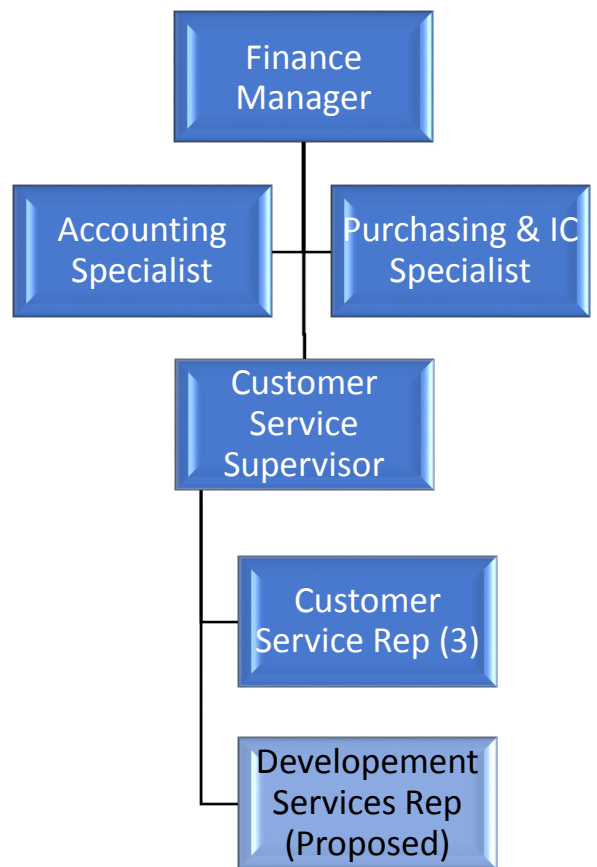 Finance
Manager
Accounting
Specialist
Purchasing & IC
Specialist
Customer
Service
Supervisor
Customer
Service Rep (3)
Developement
Services Rep
(Proposed)